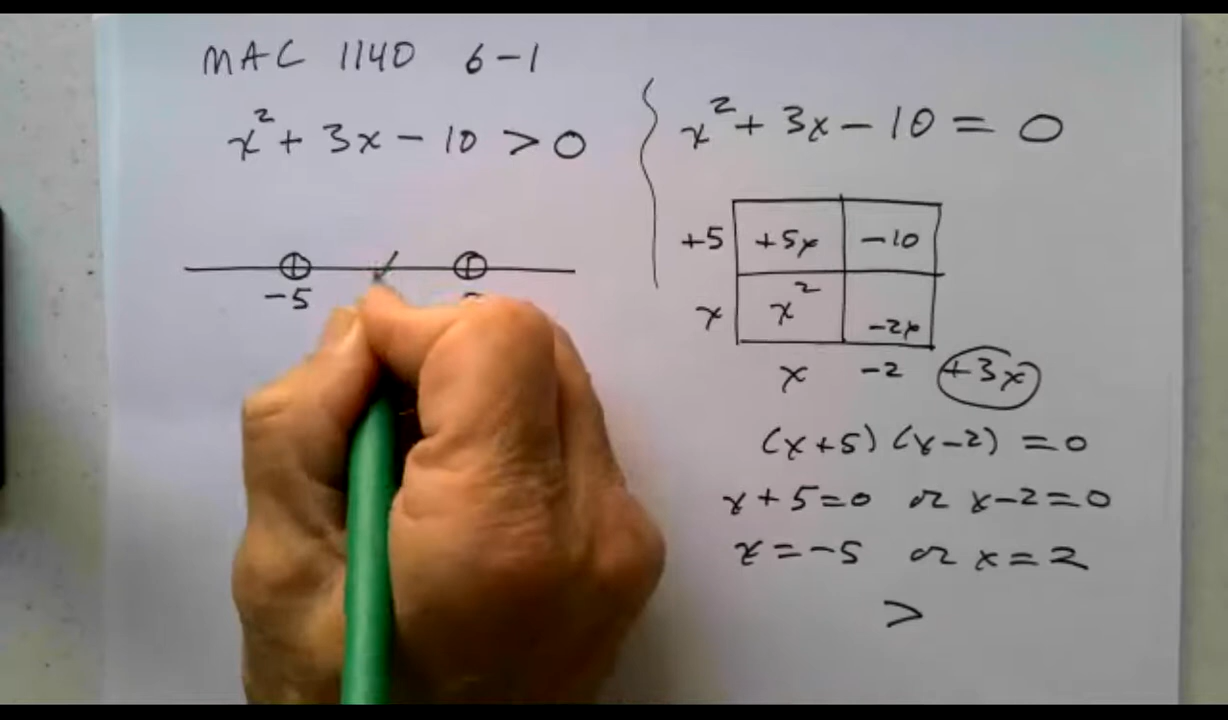 MAC 1140 6-1
x² + 3x - 10 > 0
-5
x² + 3x - 10 = 0
+5 +5x -10
x x² -2x
x -2 +3x
(x+5) (x-2) = 0
x + 5 = 0 or x - 2 = 0
x = -5 or x = 2
>